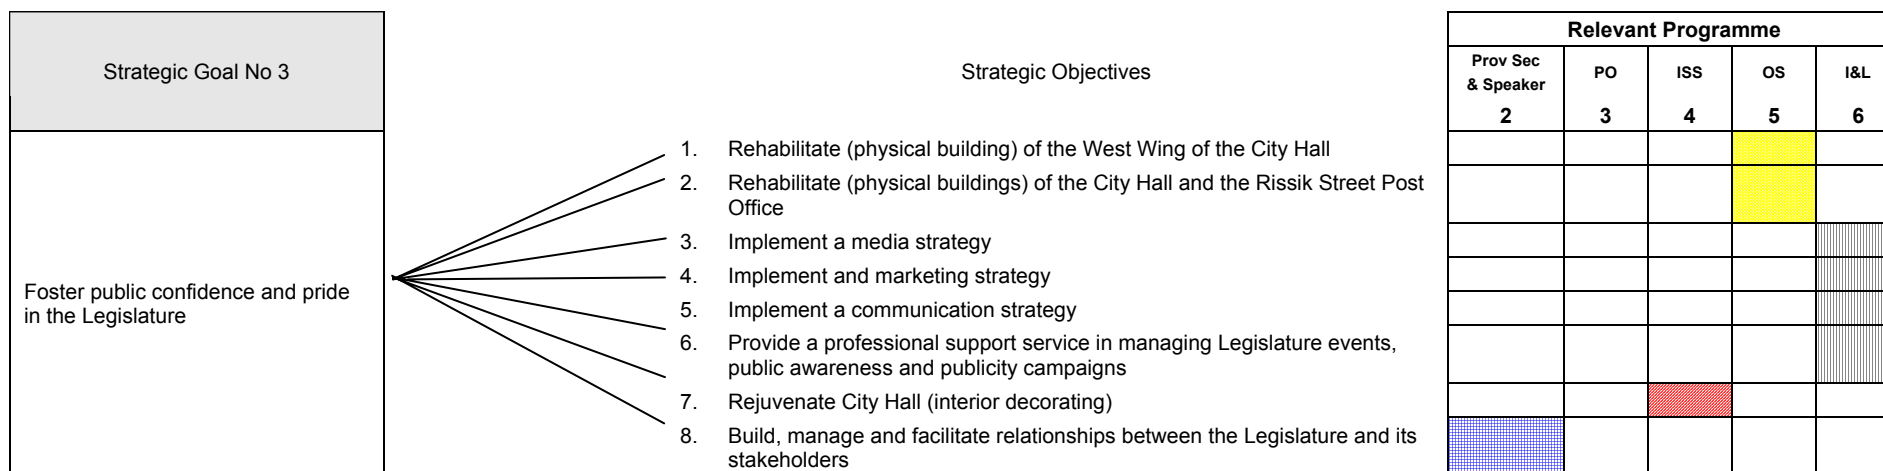 Strategic Goal No 3
Strategic Objectives
Relevant Programme
Prov Sec
& Speaker
PO
ISS
OS
I&L
2
3
4
5
6
Foster public confidence and pride
in the Legislature
1. Rehabilitate (physical building) of the West Wing of the City Hall
2. Rehabilitate (physical buildings) of the City Hall and the Rissik Street Post
Office
3. Implement a media strategy
4. Implement and marketing strategy
5. Implement a communication strategy
6. Provide a professional support service in managing Legislature events,
public awareness and publicity campaigns
7. Rejuvenate City Hall (interior decorating)
8. Build, manage and facilitate relationships between the Legislature and its
stakeholders